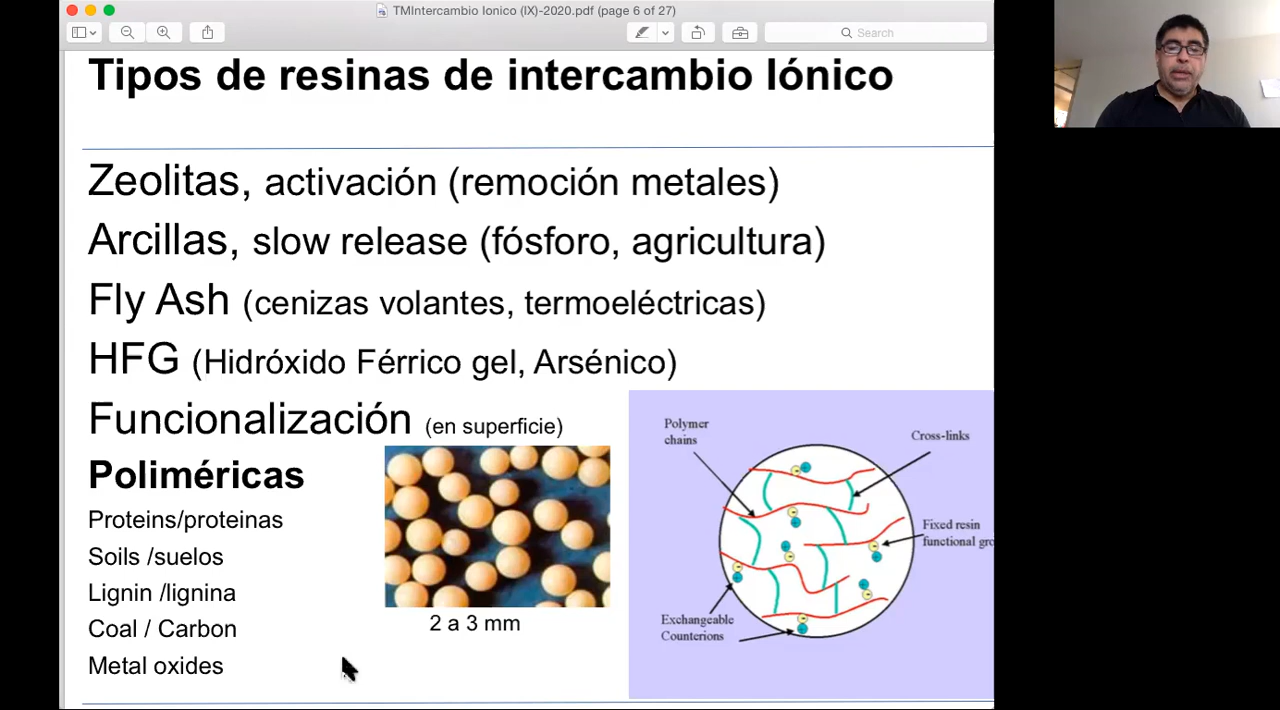 TMIntercambio Ionico (IX)-2020.pdf (page 6 of 27)
Search
Tipos de resinas de intercambio Iónico
Zeolitas, activación (remoción metales)
Arcillas, slow release (fósforo, agricultura)
Fly Ash (cenizas volantes, termoeléctricas)
HFG (Hidróxido Férrico gel, Arsénico)
Funcionalización (en superficie)
Poliméricas
Proteins/proteinas
Soils /suelos
Lignin /lignina
Coal / Carbon
Metal oxides
2 a 3 mm
Polymer
chains
Cross-links
Fixed resin
functional gro
Exchangeable
Counterions